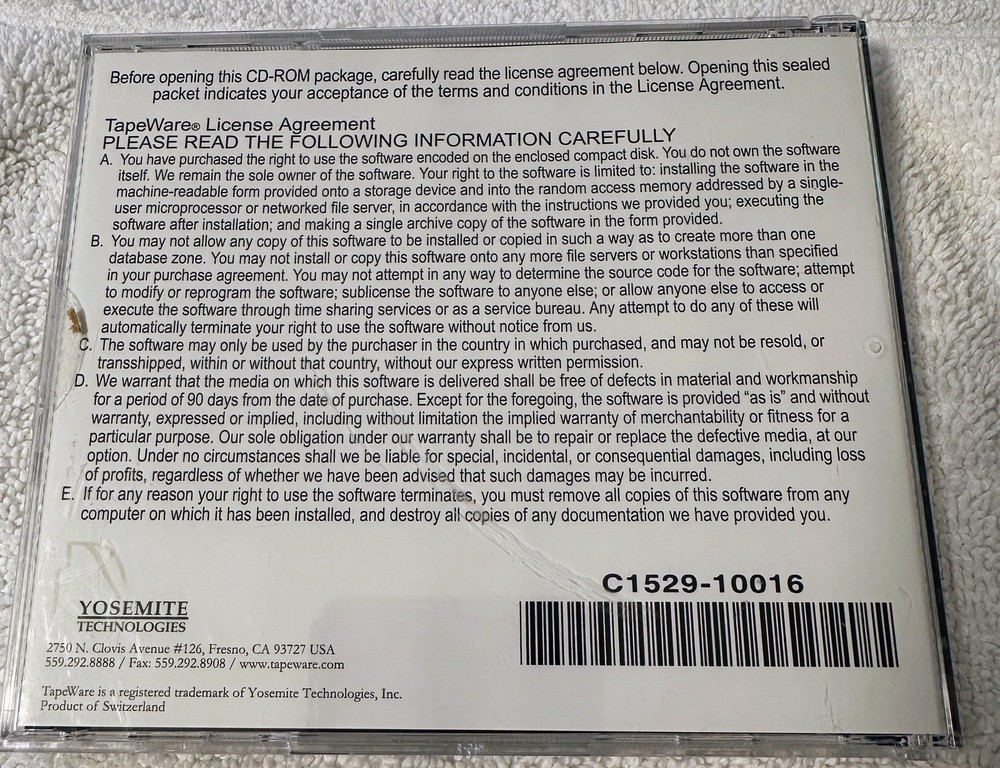 Before opening this CD-ROM package, carefully read the license agreement below. Opening this sealed
packet indicates your acceptance of the terms and conditions in the License Agreement.
TapeWare® License Agreement
PLEASE READ THE FOLLOWING INFORMATION CAREFULLY
A. You have purchased the right to use the software encoded on the enclosed compact disk. You do not own the software
itself. We remain the sole owner of the software. Your right to the software is limited to: installing the software in the
machine-readable form provided onto a storage device and into the random access memory addressed by a single-
user microprocessor or networked file server, in accordance with the instructions we provided you; executing the
software after installation; and making a single archive copy of the software in the form provided.
B. You may not allow any copy of this software to be installed or copied in such a way as to create more than one
database zone. You may not install or copy this software onto any more file servers or workstations than specified
in your purchase agreement. You may not attempt in any way to determine the source code for the software; attempt
to modify or reprogram the software; sublicense the software to anyone else; or allow anyone else to access or
execute the software through time sharing services or as a service bureau. Any attempt to do any of these will
automatically terminate your right to use the software without notice from us.
C. The software may only be used by the purchaser in the country in which purchased, and may not be resold, or
transshipped, within or without that country, without our express written permission.
D. We warrant that the media on which this software is delivered shall be free of defects in material and workmanship
for a period of 90 days from the date of purchase. Except for the foregoing, the software is provided “as is” and without
warranty, expressed or implied, including without limitation the implied warranty of merchantability or fitness for a
particular purpose. Our sole obligation under our warranty shall be to repair or replace the defective media, at our
option. Under no circumstances shall we be liable for special, incidental, or consequential damages, including loss
of profits, regardless of whether we have been advised that such damages may be incurred.
E. If for any reason your right to use the software terminates, you must remove all copies of this software from any
computer on which it has been installed, and destroy all copies of any documentation we have provided you.
C1529-10016
YOSEMITE
TECHNOLOGIES
2750 N. Clovis Avenue #126, Fresno, CA 93727 USA
559.292.8888 / Fax: 559.292.8908 / www.tapeware.com
TapeWare is a registered trademark of Yosemite Technologies, Inc.
Product of Switzerland